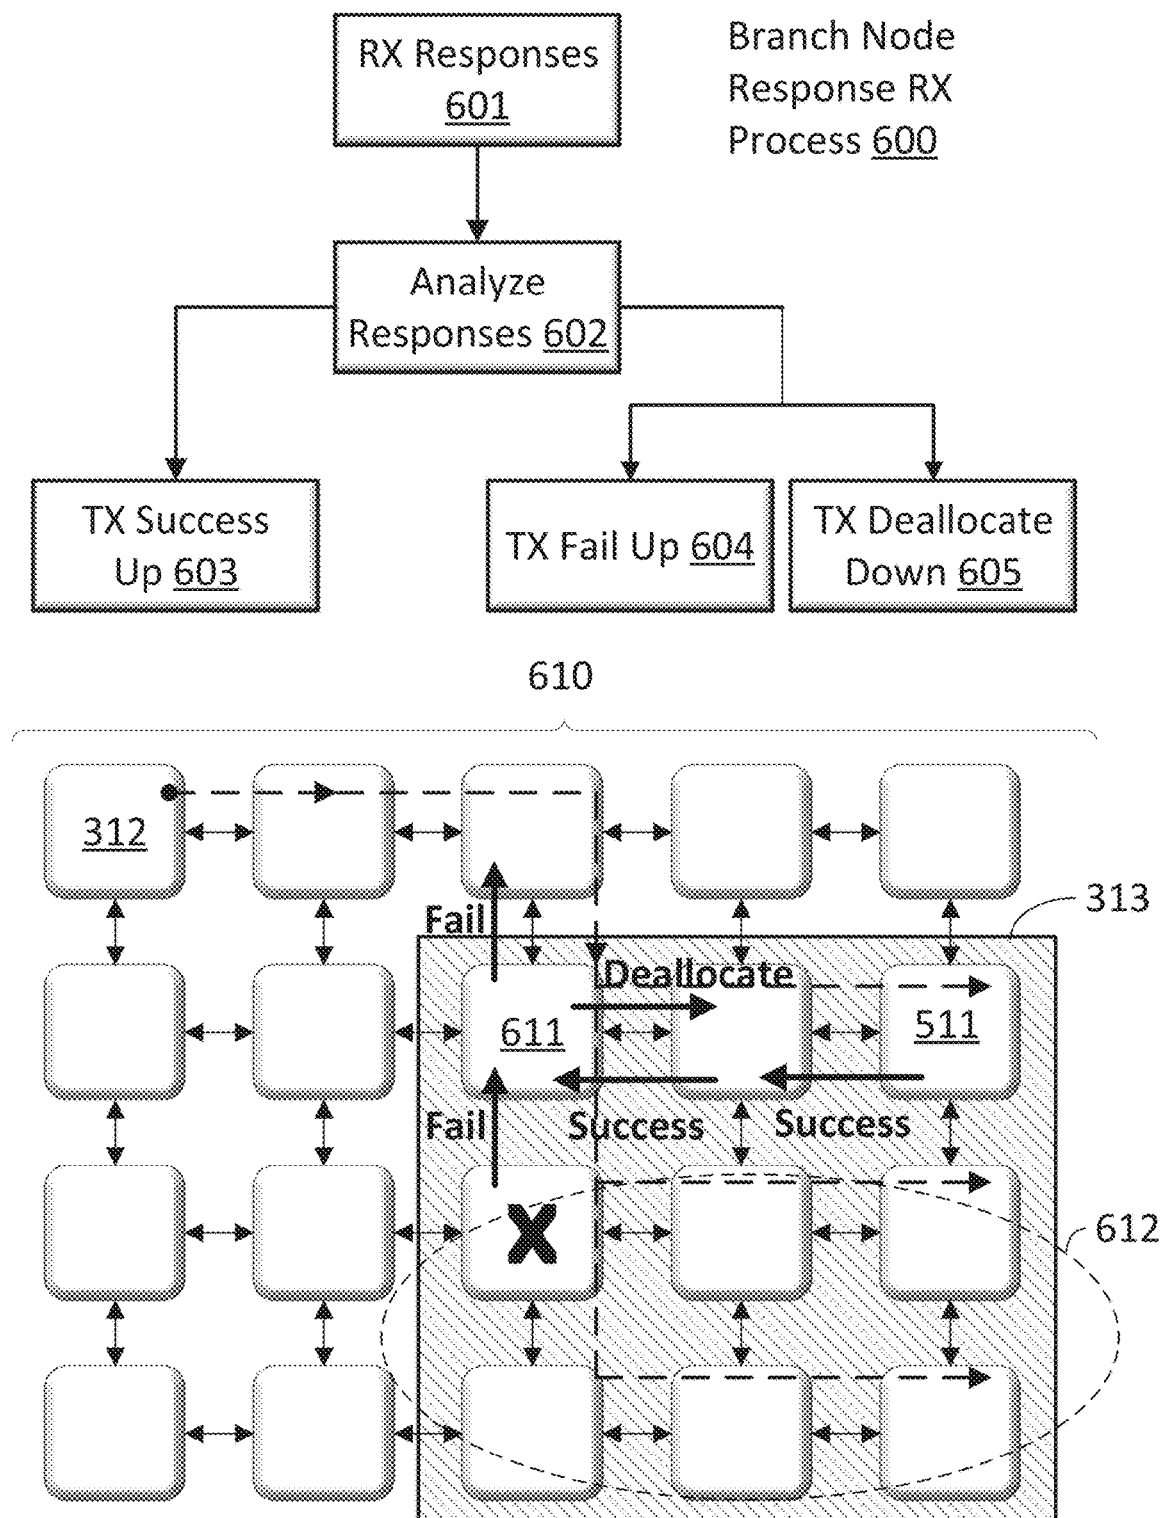 RX Responses
601
Branch Node
Response RX
Process 600
Analyze
Responses 602
TX Success
Up 603
TX Fail Up 604
TX Deallocate
Down 605
610
312
313
Fail
Deallocate
611
511
Fail
Success
Success
X
612